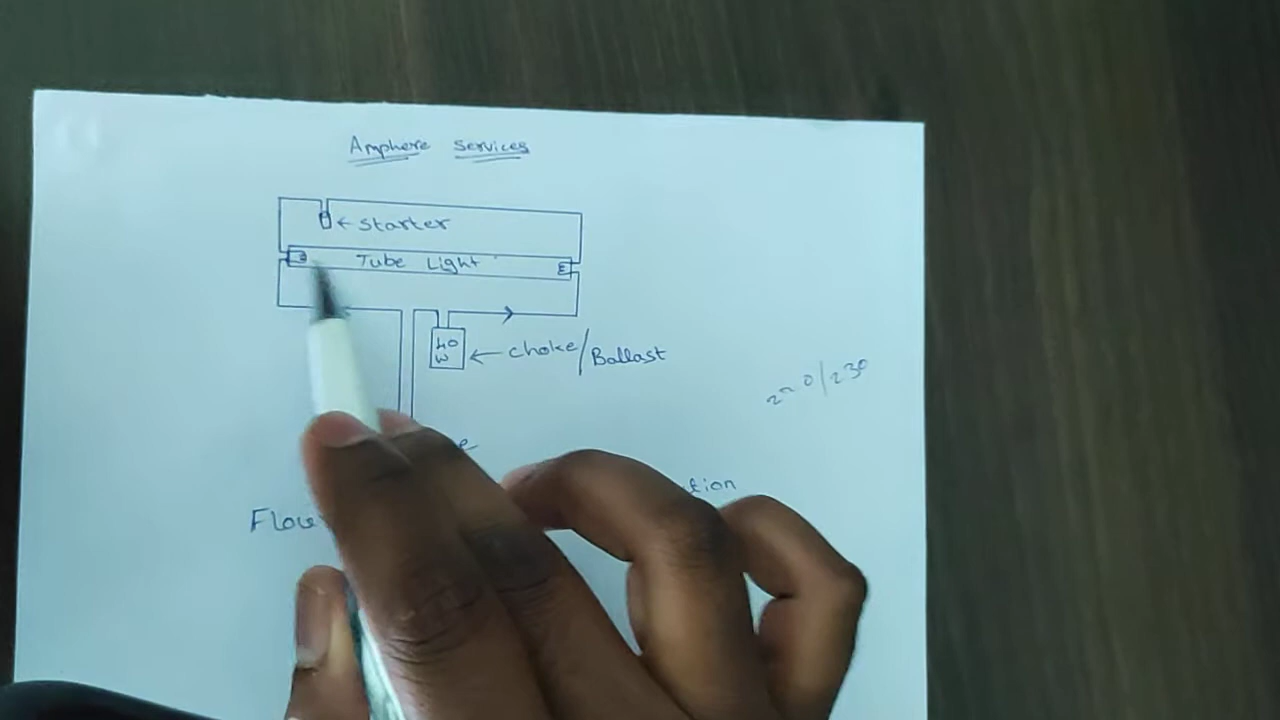 Amphere Services
← Starter
Tube Light
40
W
← Choke/Ballast
220/230